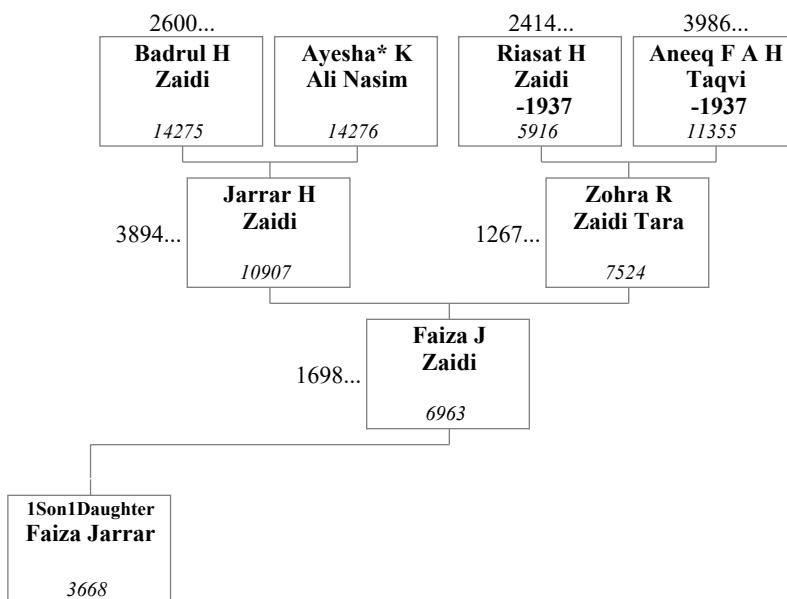 2600...
2414...
3986...
Badrul H
Zaidi
14275
Ayesha* K
Ali Nasim
14276
Riasat H
Zaidi
-1937
5916
Aneeq F A H
Taqvi
-1937
11355
3894...
Jarrar H
Zaidi
10907
1267...
Zohra R
Zaidi Tara
7524
1698...
Faiza J
Zaidi
6963
1Son1Daughter
Faiza Jarrar
3668